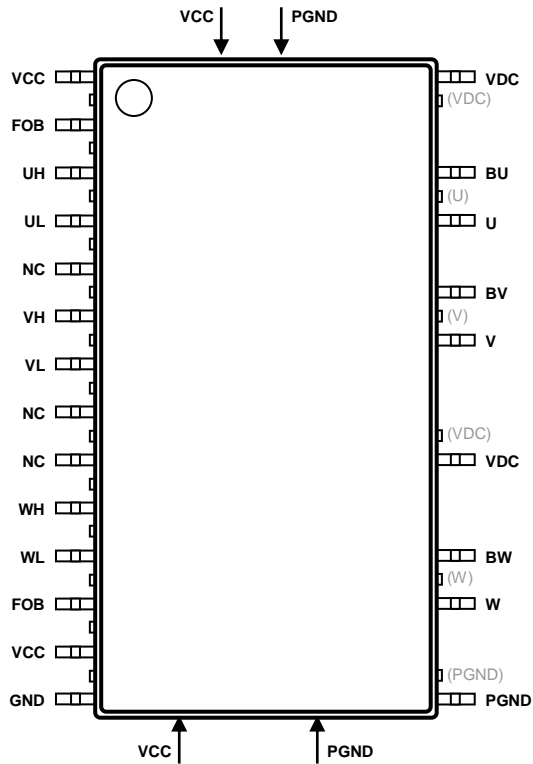 VCC PGND
VCC
FOB
UH
UL
NC
VH
VL
NC
NC
WH
WL
FOB
VCC
GND
VDC
(VDC)
BU
(U)
U
BV
(V)
V
(VDC)
VDC
BW
(W)
W
(PGND)
PGND
VCC PGND